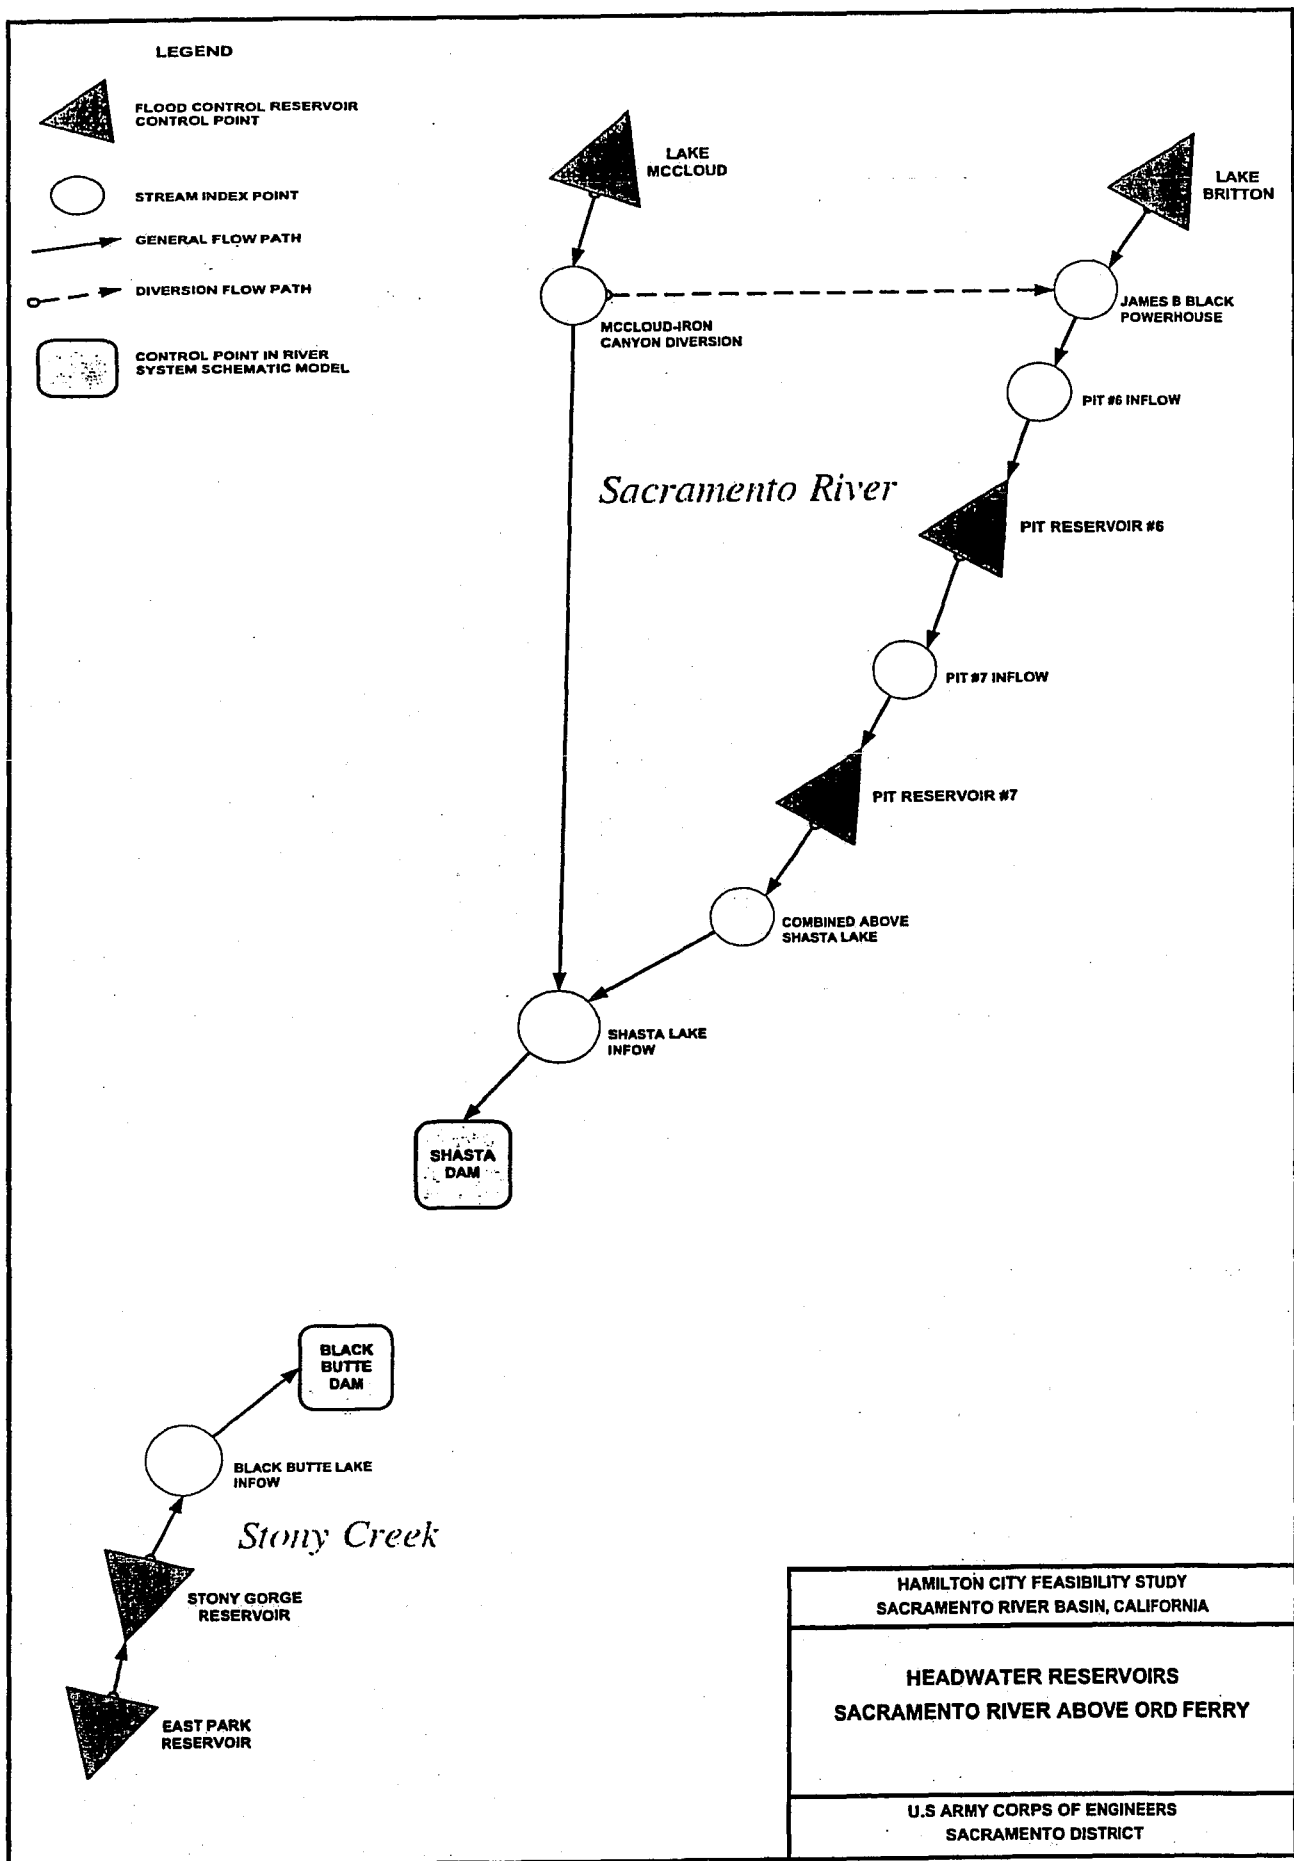 LEGEND
FLOOD CONTROL RESERVOIR
CONTROL POINT
STREAM INDEX POINT
GENERAL FLOW PATH
DIVERSION FLOW PATH
CONTROL POINT IN RIVER
SYSTEM SCHEMATIC MODEL
LAKE
MCCLOUD
LAKE
BRITTON
MCCLOUD-IRON
CANYON DIVERSION
JAMES B BLACK
POWERHOUSE
PIT #6 INFLOW
Sacramento River
PIT RESERVOIR #6
PIT #7 INFLOW
PIT RESERVOIR #7
COMBINED ABOVE
SHASTA LAKE
SHASTA LAKE
INFOW
SHASTA
DAM
BLACK
BUTTE
DAM
BLACK BUTTE LAKE
INFOW
Stony Creek
STONY GORGE
RESERVOIR
EAST PARK
RESERVOIR
HAMILTON CITY FEASIBILITY STUDY
SACRAMENTO RIVER BASIN, CALIFORNIA
HEADWATER RESERVOIRS
SACRAMENTO RIVER ABOVE ORD FERRY
U.S ARMY CORPS OF ENGINEERS
SACRAMENTO DISTRICT